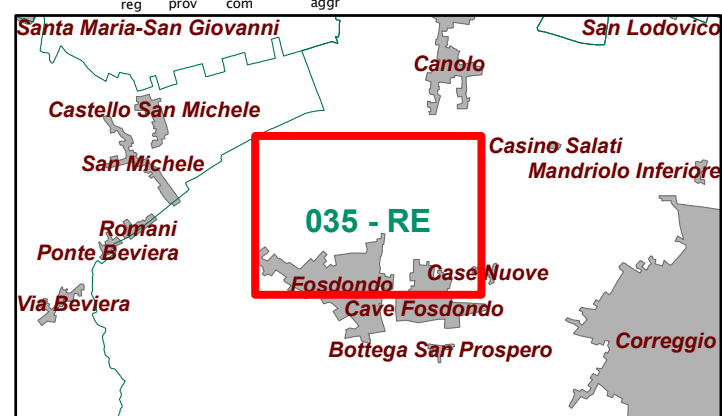 reg prov com aggr
Santa Maria-San Giovanni
San Lodovico
Canolo
Castello San Michele
Casino Salati
San Michele
Mandriolo Inferiore
035 - RE
Romani
Ponte Beviera
Case Nuove
Fosdondo
Via Beviera
Cave Fosdondo
Correggio
Bottega San Prospero